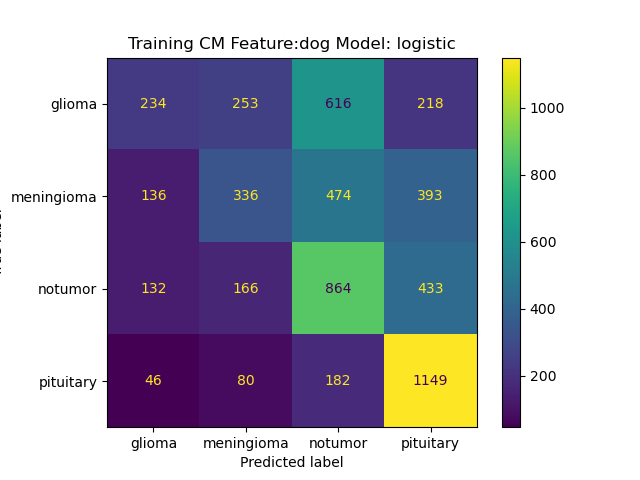 Training CM Feature:dog Model: logistic
glioma 234 253 616 218
meningioma 136 336 474 393
notumor 132 166 864 433
pituitary 46 80 182 1149
glioma meningioma notumor pituitary
Predicted label
1000
800
600
400
200